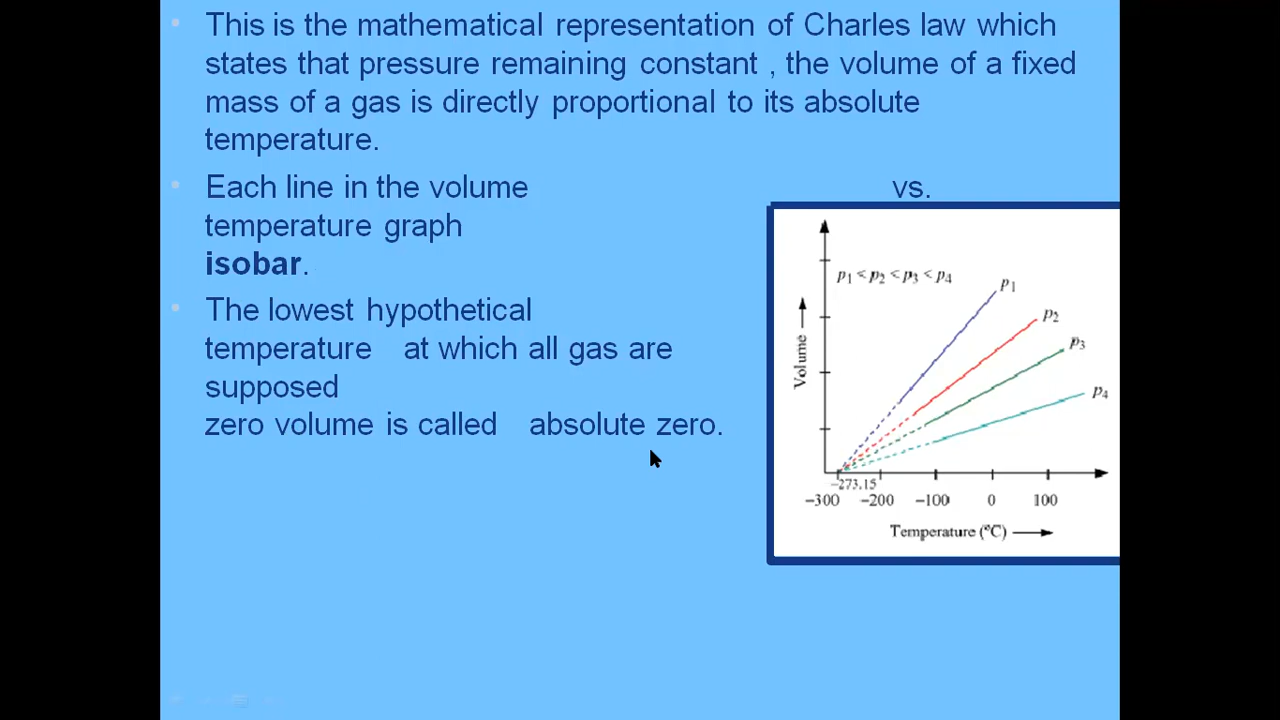 • This is the mathematical representation of Charles law which
states that pressure remaining constant , the volume of a fixed
mass of a gas is directly proportional to its absolute
temperature.
• Each line in the volume vs.
temperature graph
isobar.
• The lowest hypothetical
temperature at which all gas are
supposed
zero volume is called absolute zero.
p1 < p2 < p3 < p4
p1
p2
p3
p4
Volume
-273.15
-300 -200 -100 0 100
Temperature (°C)